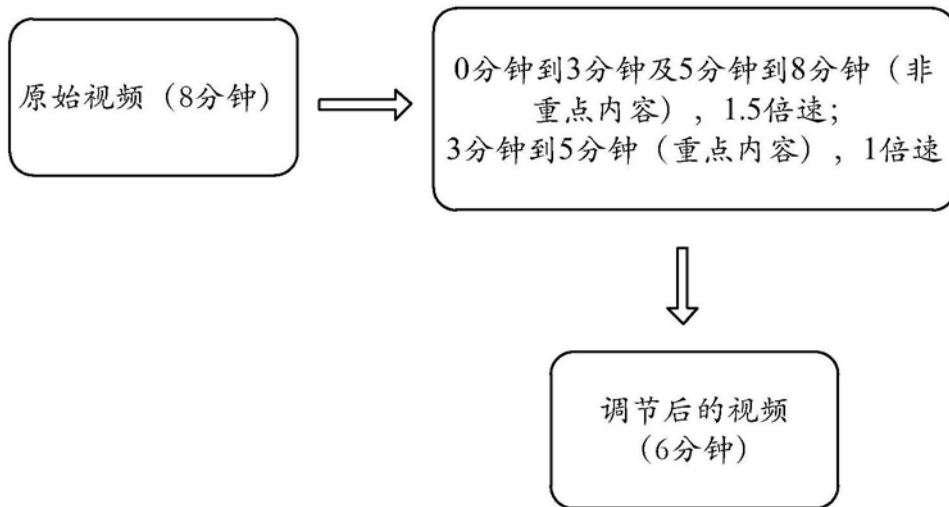 原始视频（8分钟）
0分钟到3分钟及5分钟到8分钟（非
重点内容），1.5倍速；
3分钟到5分钟（重点内容），1倍速
调节后的视频
（6分钟）